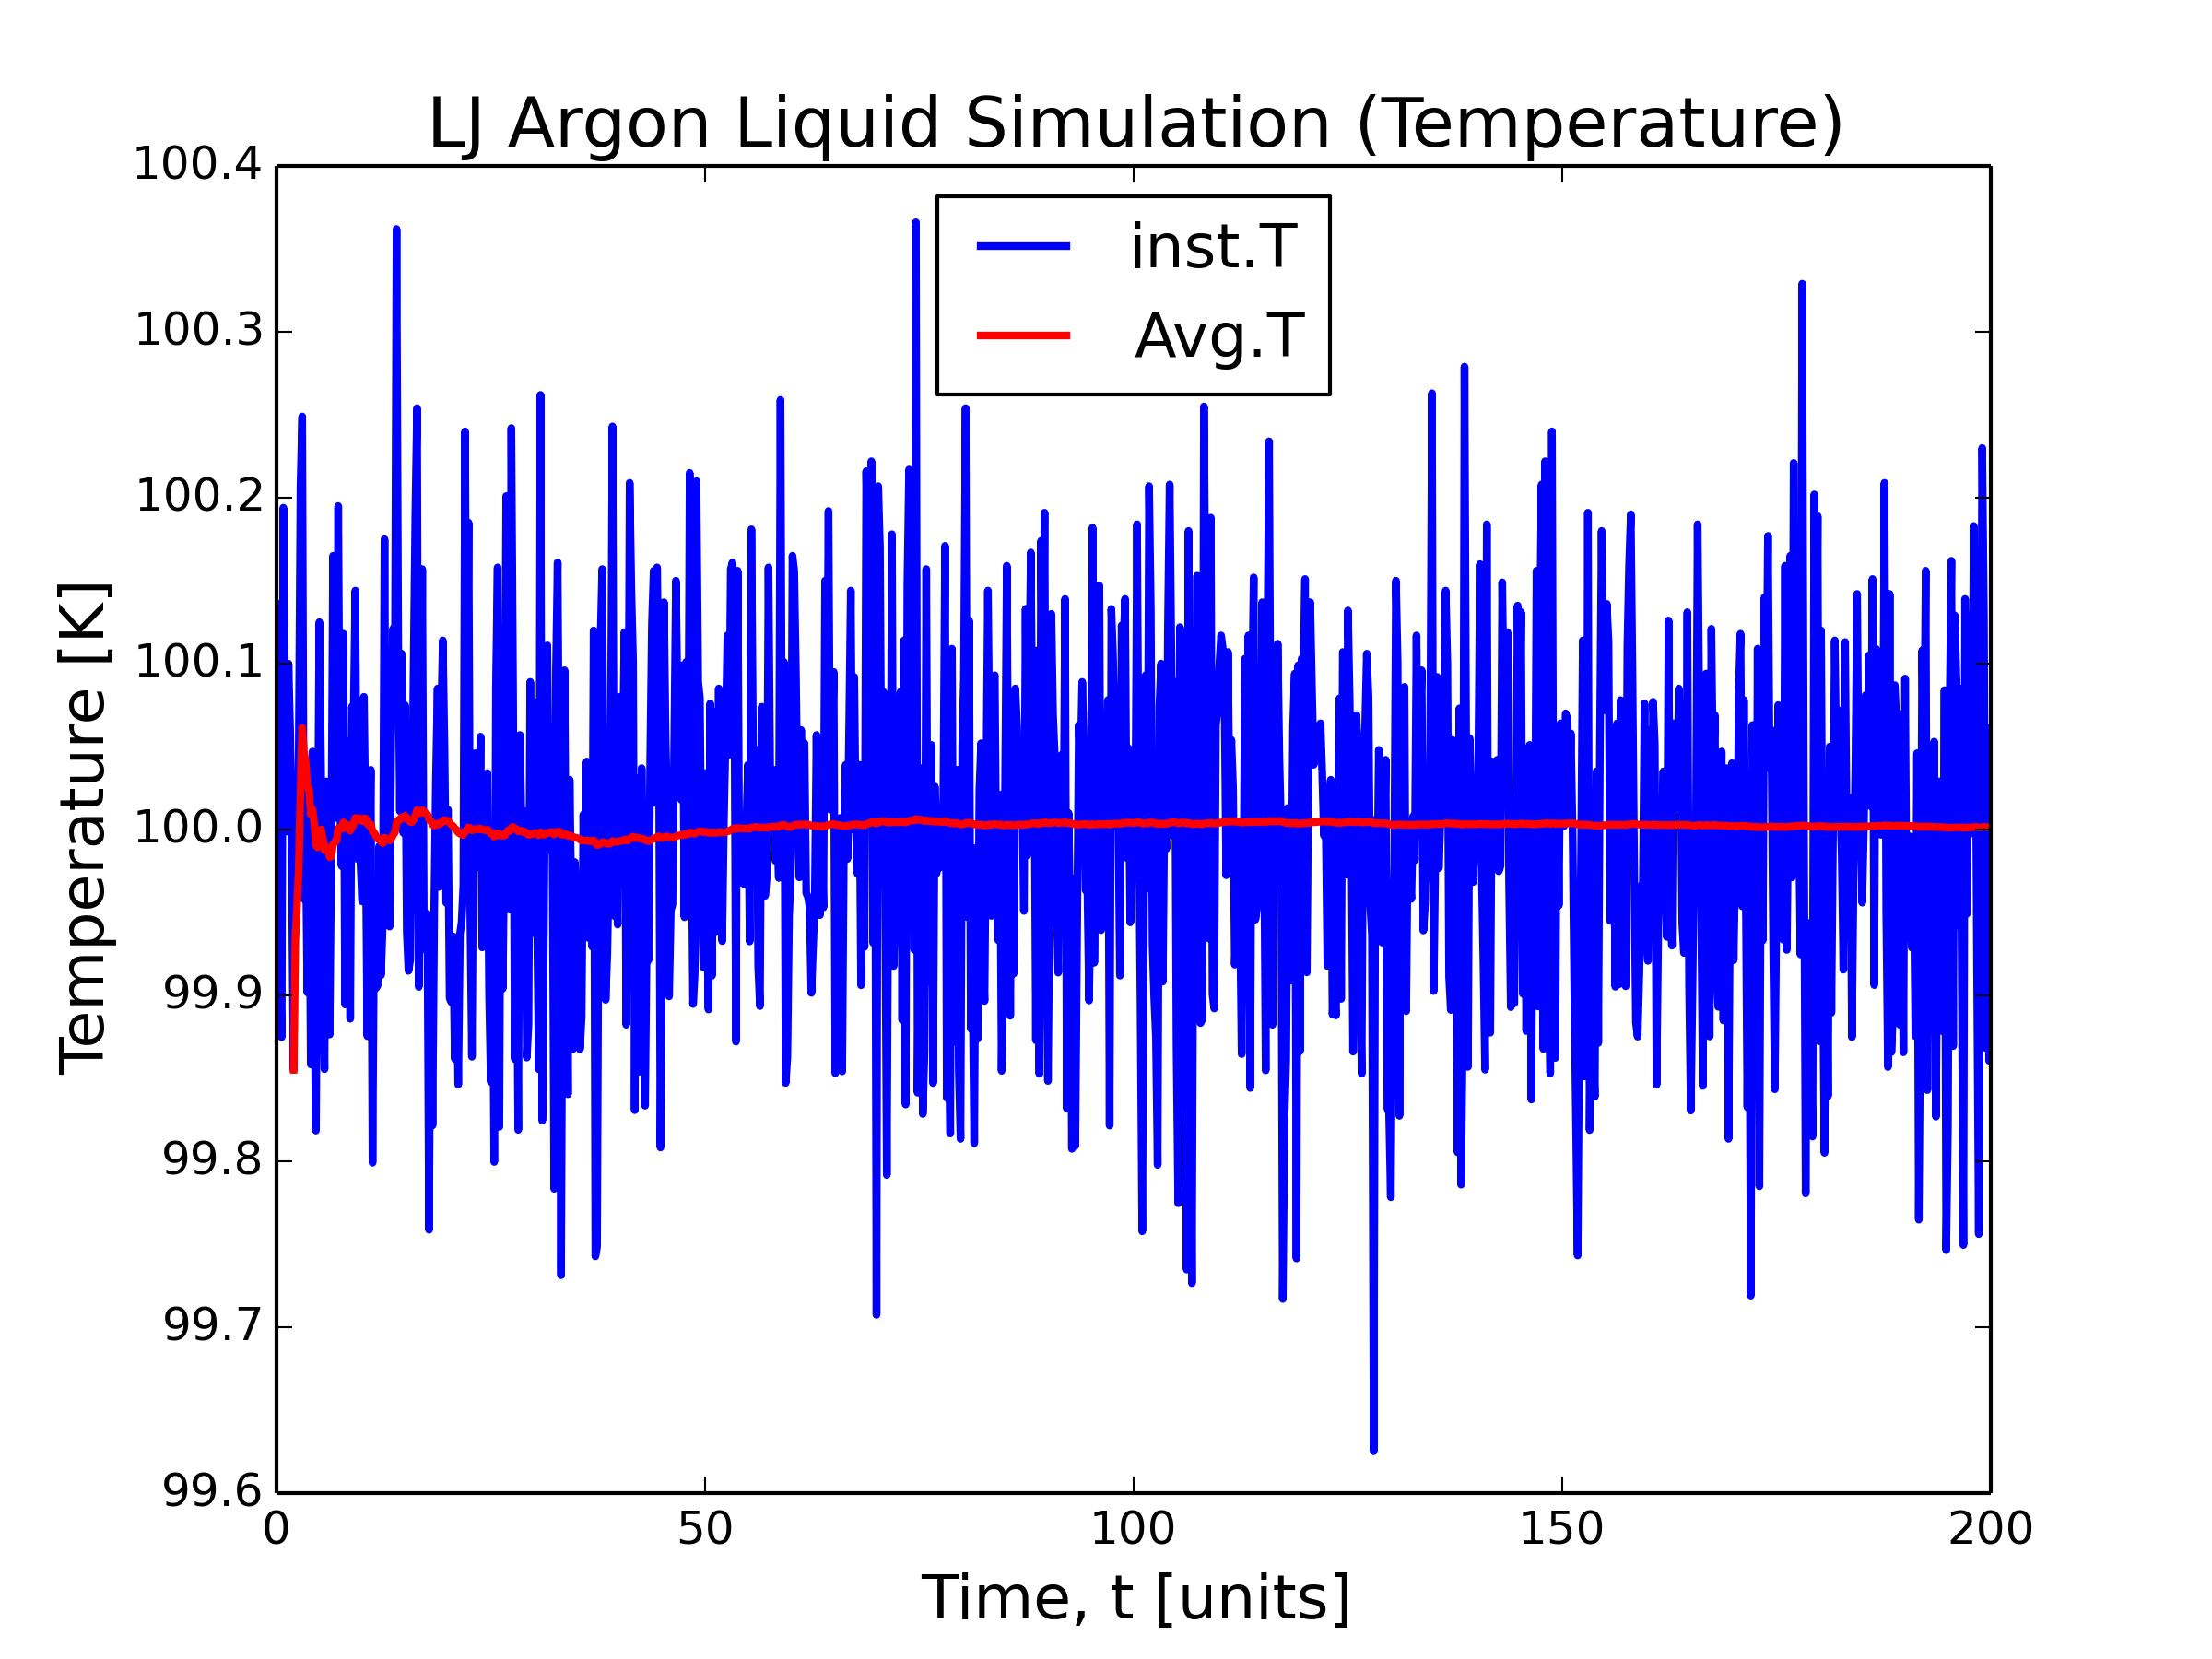 LJ Argon Liquid Simulation (Temperature)
inst.T
Avg.T
Temperature [K]
100.4
100.3
100.2
100.1
100.0
99.9
99.8
99.7
99.6
0 50 100 150 200
Time, t [units]